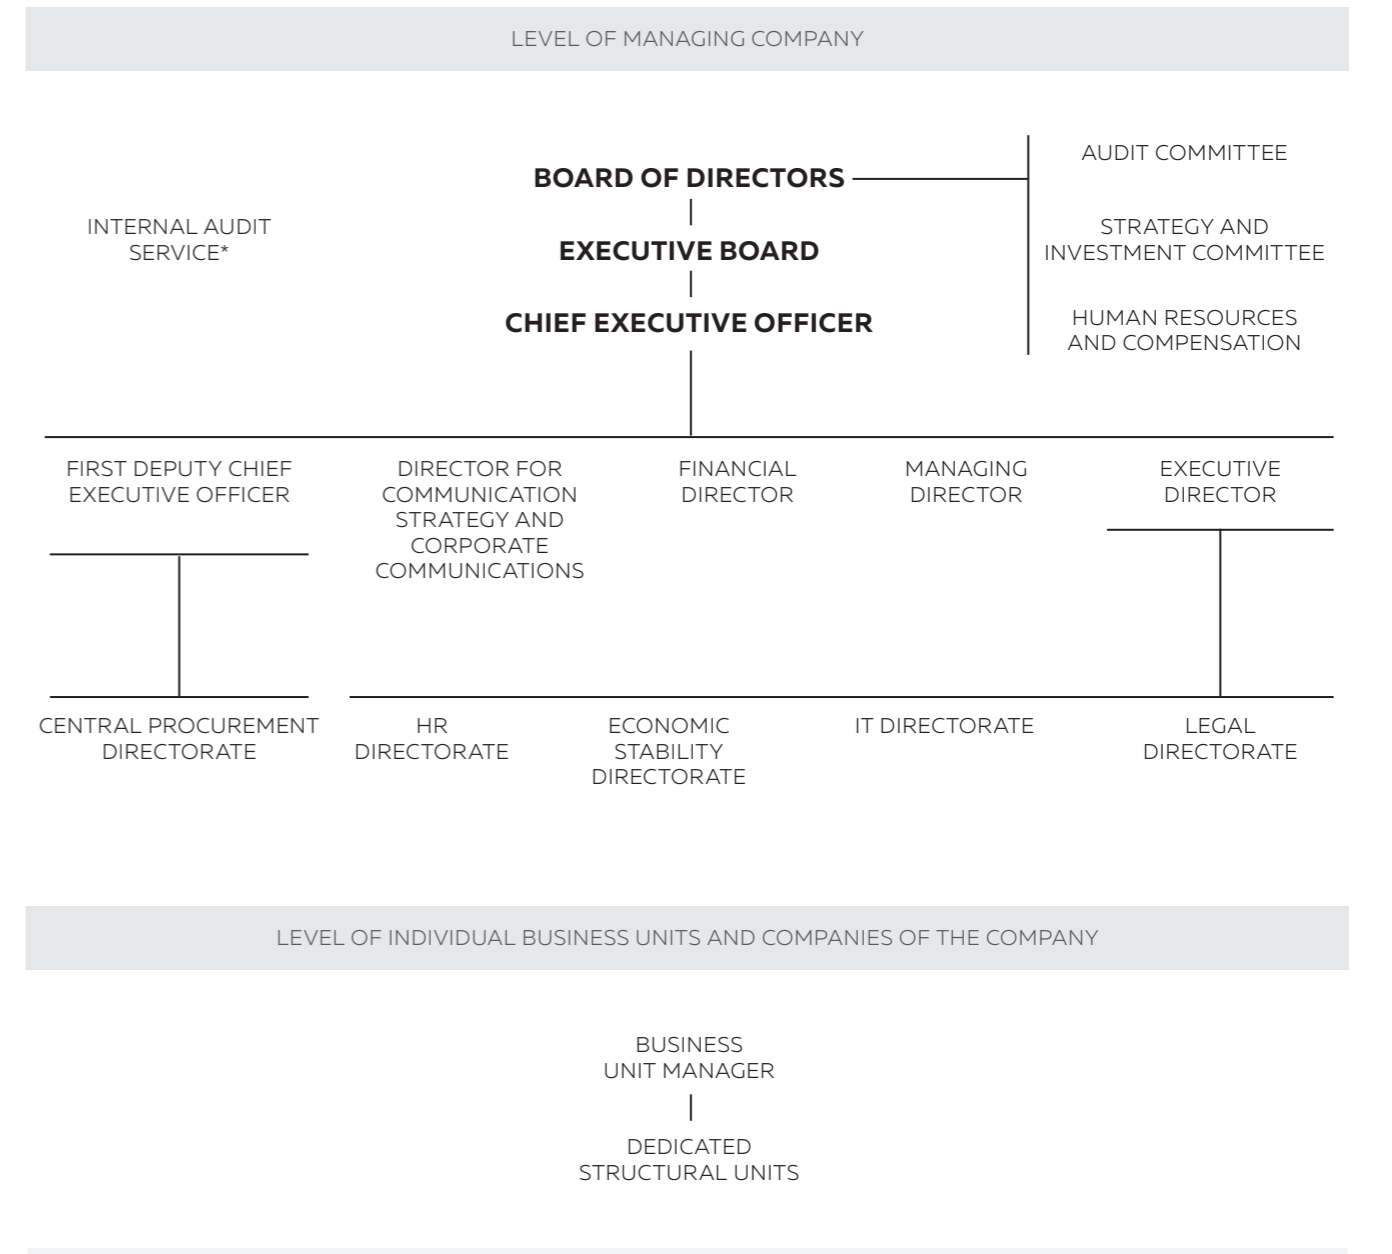 LEVEL OF MANAGING COMPANY
BOARD OF DIRECTORS
EXECUTIVE BOARD
CHIEF EXECUTIVE OFFICER
INTERNAL AUDIT
SERVICE*
AUDIT COMMITTEE
STRATEGY AND
INVESTMENT COMMITTEE
HUMAN RESOURCES
AND COMPENSATION
FIRST DEPUTY CHIEF
EXECUTIVE OFFICER
DIRECTOR FOR
COMMUNICATION
STRATEGY AND
CORPORATE
COMMUNICATIONS
FINANCIAL
DIRECTOR
MANAGING
DIRECTOR
EXECUTIVE
DIRECTOR
CENTRAL PROCUREMENT
DIRECTORATE
HR
DIRECTORATE
ECONOMIC
STABILITY
DIRECTORATE
IT DIRECTORATE
LEGAL
DIRECTORATE
LEVEL OF INDIVIDUAL BUSINESS UNITS AND COMPANIES OF THE COMPANY
BUSINESS
UNIT MANAGER
DEDICATED
STRUCTURAL UNITS